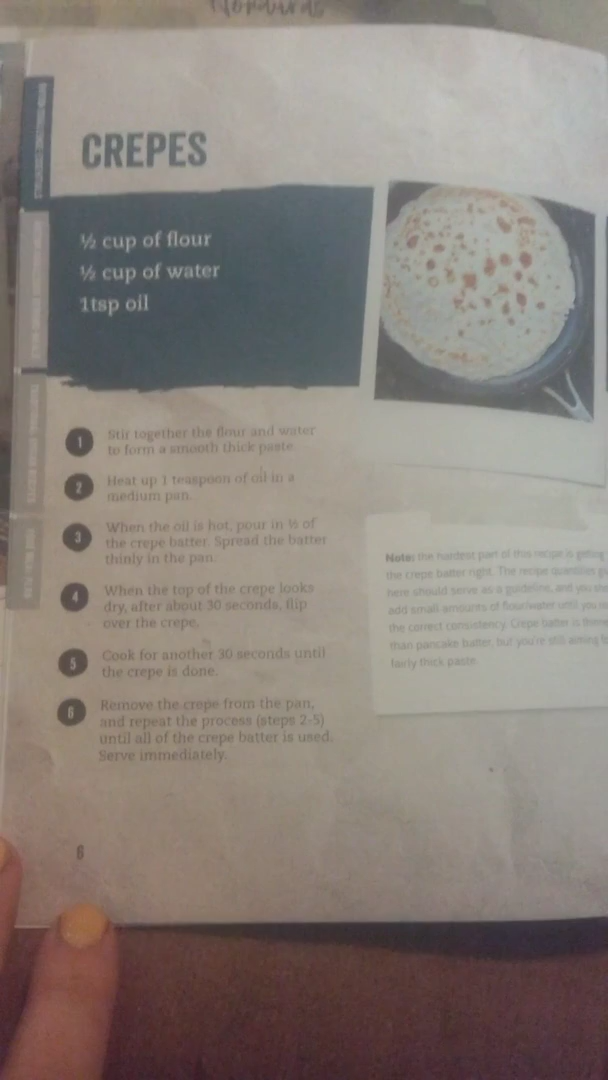 CREPES
½ cup of flour
½ cup of water
1tsp oil
1 Stir together the flour and water
to form a smooth thick paste
2 Heat up 1 teaspoon of oil in a
medium pan.
3 When the oil is hot, pour in ⅓ of
the crepe batter. Spread the batter
thinly in the pan.
4 When the top of the crepe looks
dry, after about 30 seconds, flip
over the crepe.
5 Cook for another 30 seconds until
the crepe is done.
6 Remove the crepe from the pan,
and repeat the process (steps 2-5)
until all of the crepe batter is used.
Serve immediately.
Note: the hardest part of this recipe is getting
the crepe batter right. The recipe quantities
here should serve as a guideline, and you
add small amounts of flour/water until you
the correct consistency. Crepe batter is
than pancake batter, but you're still aiming
fairly thick paste.
6